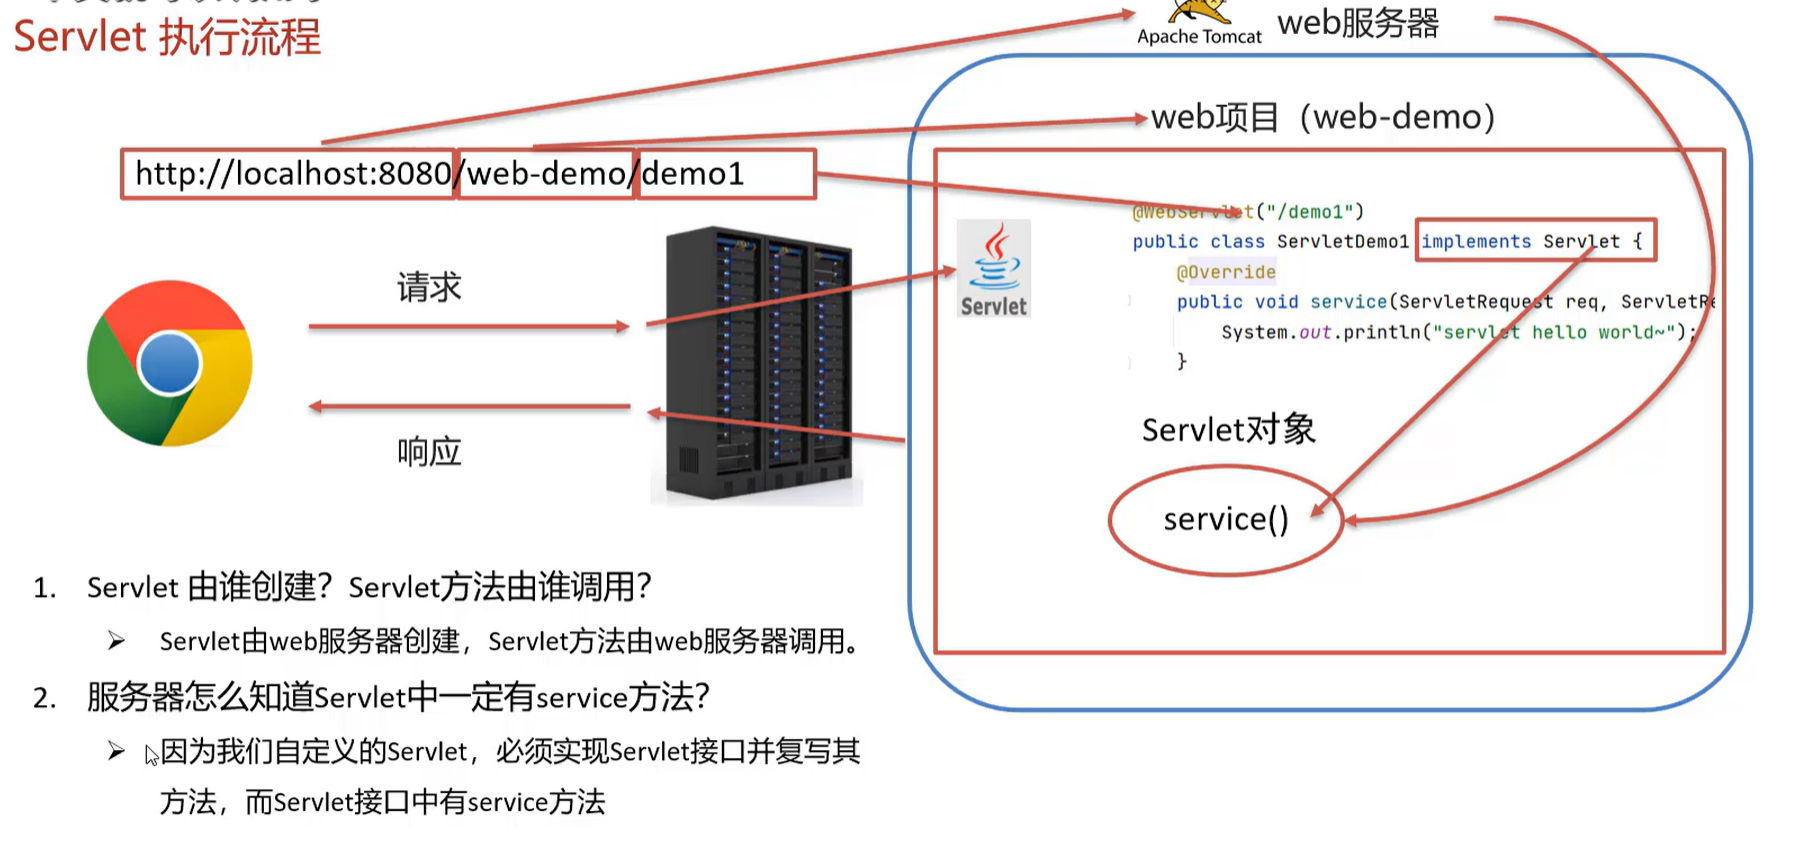 Servlet 执行流程
Apache Tomcat
web服务器
web项目（web-demo）
http://localhost:8080/web-demo/demo1
@WebServlet("/demo1")
public class ServletDemo1 implements Servlet {
@Override
public void service(ServletRequest req, ServletRe
System.out.println("servlet hello world~");
}
Servlet
请求
响应
Servlet对象
service()
1. Servlet 由谁创建？Servlet方法由谁调用？
➢ Servlet由web服务器创建，Servlet方法由web服务器调用。
2. 服务器怎么知道Servlet中一定有service方法？
➢ 因为我们自定义的Servlet，必须实现Servlet接口并复写其
方法，而Servlet接口中有service方法